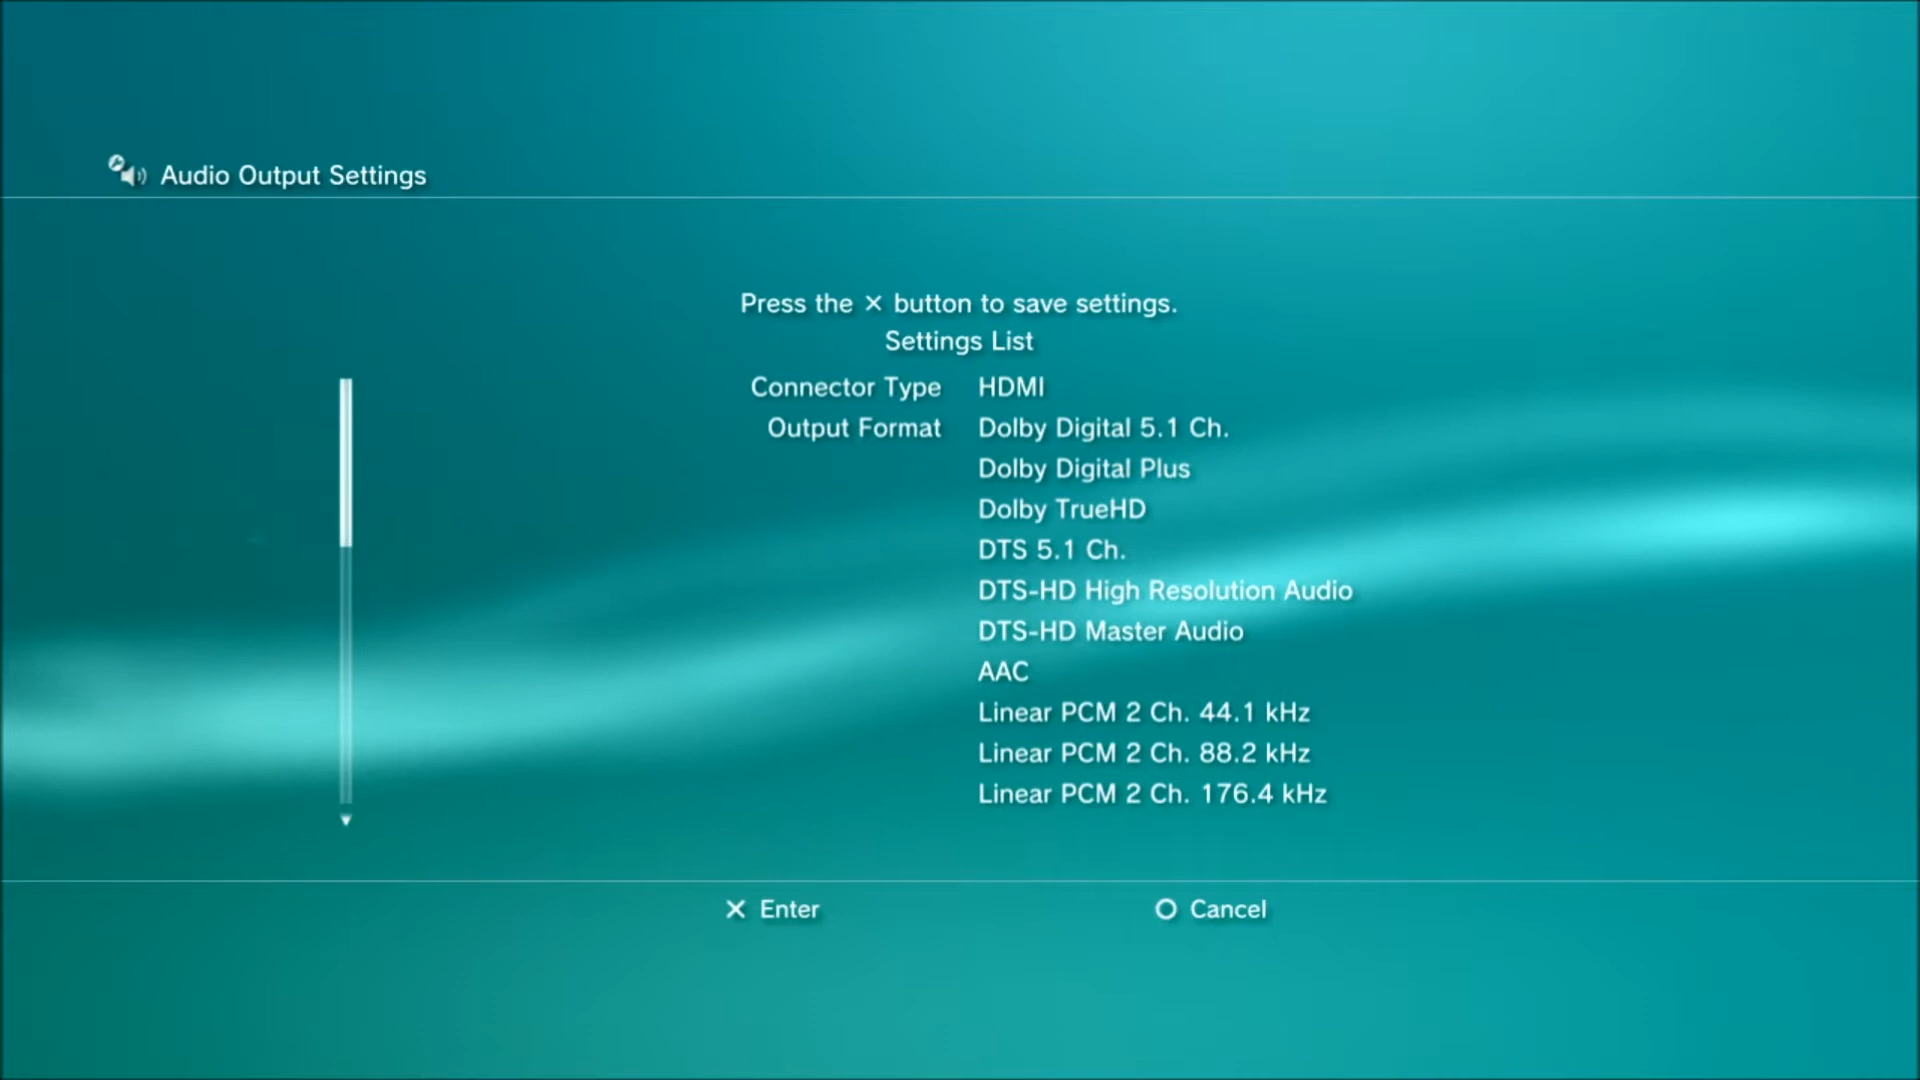 Audio Output Settings
Press the ✕ button to save settings.
Settings List
Connector Type HDMI
Output Format Dolby Digital 5.1 Ch.
Dolby Digital Plus
Dolby TrueHD
DTS 5.1 Ch.
DTS-HD High Resolution Audio
DTS-HD Master Audio
AAC
Linear PCM 2 Ch. 44.1 kHz
Linear PCM 2 Ch. 88.2 kHz
Linear PCM 2 Ch. 176.4 kHz
✕ Enter ○ Cancel